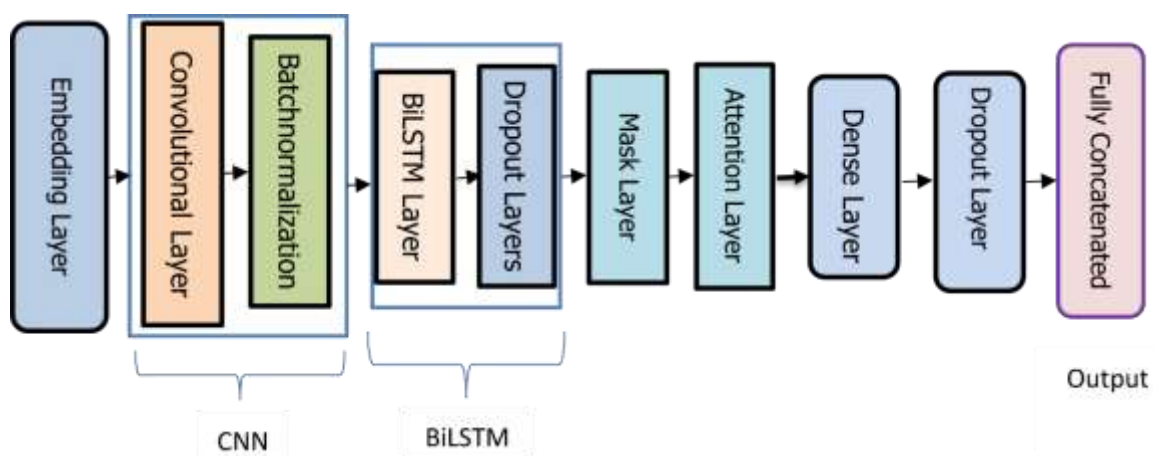 Embedding Layer
Convolutional Layer
Batchnormalization
BiLSTM Layer
Dropout Layers
Mask Layer
Attention Layer
Dense Layer
Dropout Layer
Fully Concatenated
CNN
BiLSTM
Output